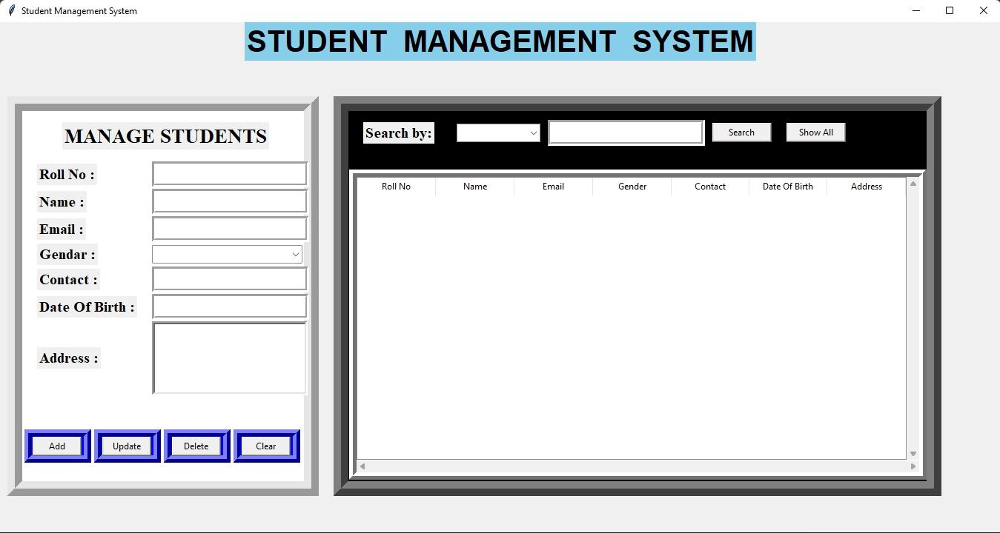 Student Management System
STUDENT MANAGEMENT SYSTEM
MANAGE STUDENTS
Roll No :
Name :
Email :
Gendar :
Contact :
Date Of Birth :
Address :
Add Update Delete Clear
Search by: Search Show All
Roll No Name Email Gender Contact Date Of Birth Address